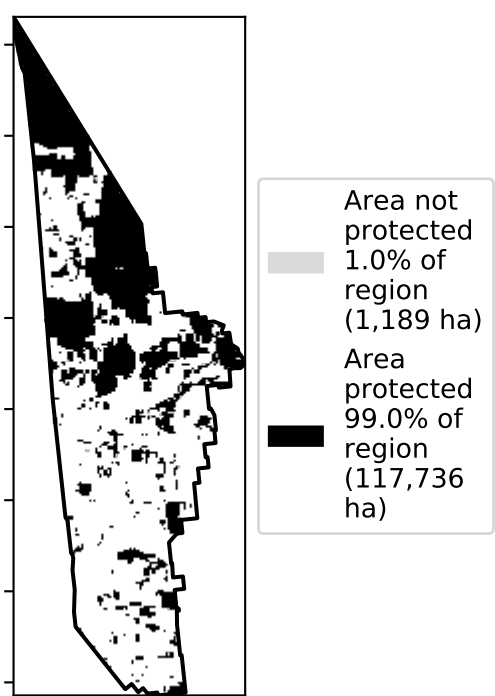 Area not
protected
1.0% of
region
(1,189 ha)
Area
protected
99.0% of
region
(117,736
ha)